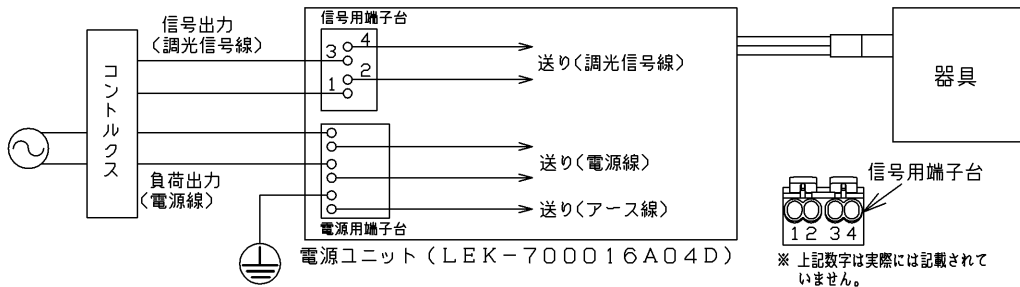 信号出力
(調光信号線)
コントルクス
負荷出力
(電源線)
信号用端子台
4
3
2
1
送り(調光信号線)
送り(電源線)
送り(アース線)
電源用端子台
電源ユニット(LEK-700016A04D)
器具
信号用端子台
1 2 3 4
※ 上記数字は実際には記載されて
いません。